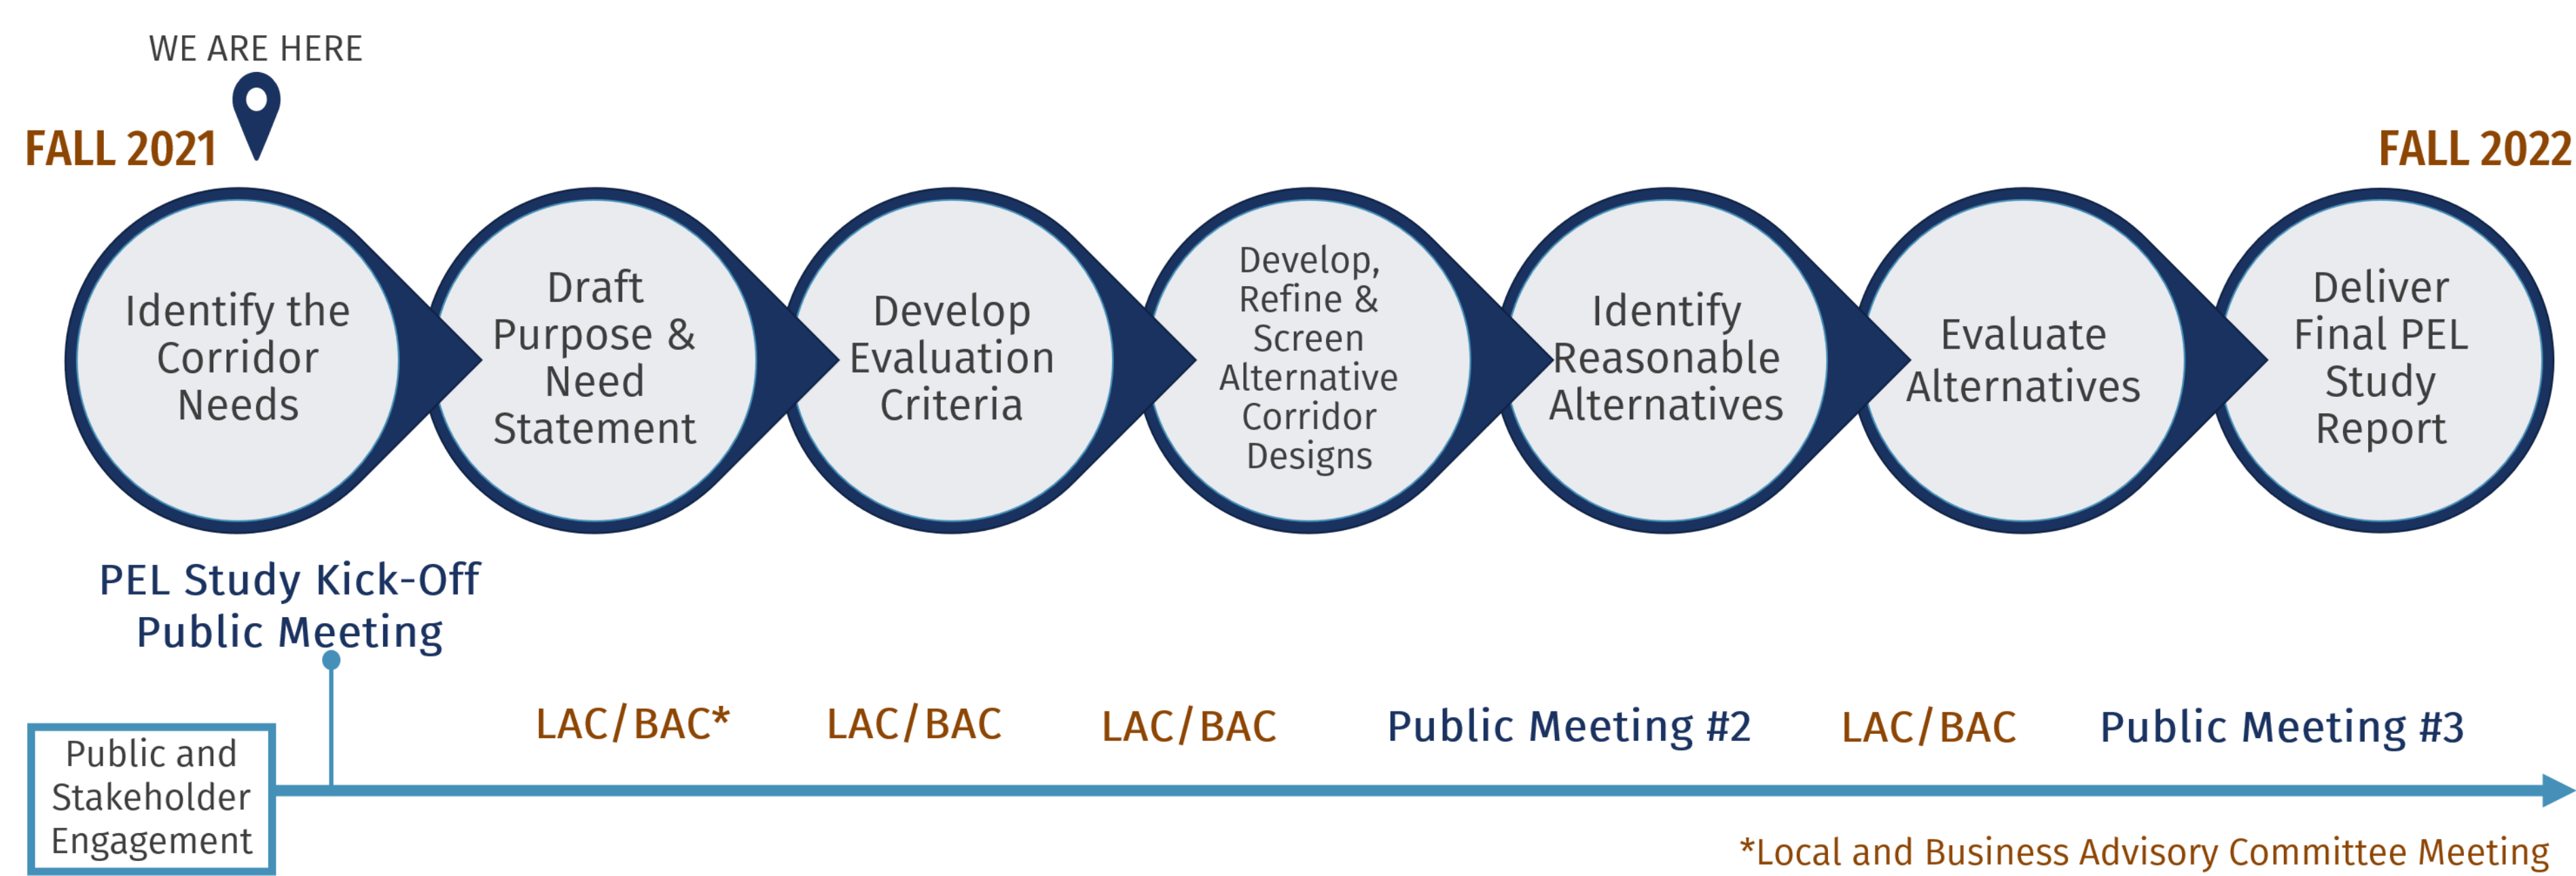 WE ARE HERE
FALL 2021
FALL 2022
Identify the
Corridor
Needs
Draft
Purpose &
Need
Statement
Develop
Evaluation
Criteria
Develop,
Refine &
Screen
Alternative
Corridor
Designs
Identify
Reasonable
Alternatives
Evaluate
Alternatives
Deliver
Final PEL
Study
Report
PEL Study Kick-Off
Public Meeting
LAC/BAC*
LAC/BAC
LAC/BAC
Public Meeting #2
LAC/BAC
Public Meeting #3
Public and
Stakeholder
Engagement
*Local and Business Advisory Committee Meeting